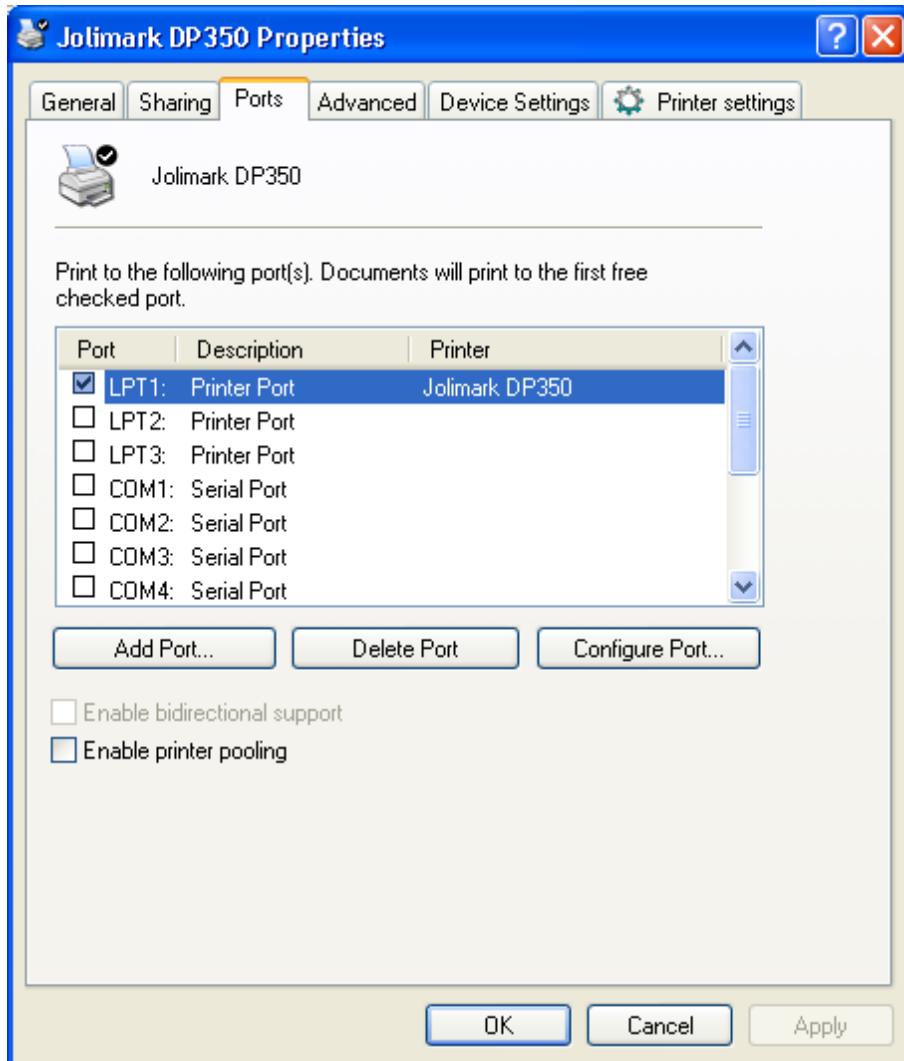 Jolimark DP350 Properties
General Sharing Ports Advanced Device Settings Printer settings
Jolimark DP350
Print to the following port(s). Documents will print to the first free
checked port.
Port Description Printer
LPT1: Printer Port Jolimark DP350
LPT2: Printer Port
LPT3: Printer Port
COM1: Serial Port
COM2: Serial Port
COM3: Serial Port
COM4: Serial Port
Add Port... Delete Port Configure Port...
Enable bidirectional support
Enable printer pooling
OK Cancel Apply